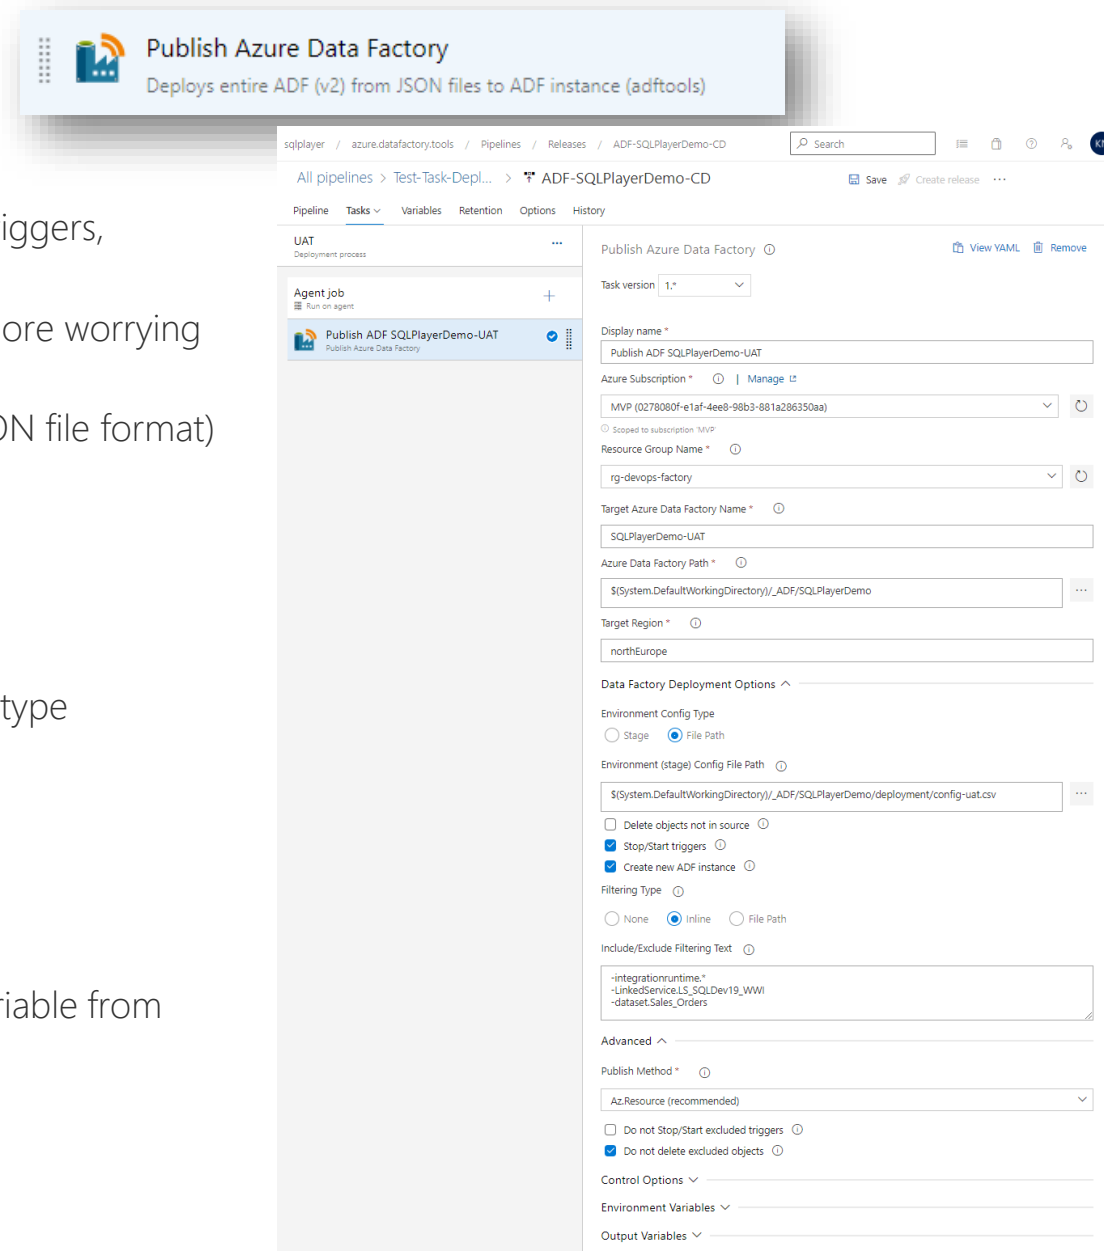 Publish Azure Data Factory
Deploys entire ADF (v2) from JSON files to ADF instance (adftools)
iggers,
ore worrying
ON file format)
type
riable from
sqlplayer / azure.datafactory.tools / Pipelines / Releases / ADF-SQLPlayerDemo-CD
Search
All pipelines > Test-Task-Depl... > ADF-SQLPlayerDemo-CD
Save Create release ...
Pipeline Tasks Variables Retention Options History
UAT
Deployment process
Agent job
Run on agent
Publish ADF SQLPlayerDemo-UAT
Publish Azure Data Factory
Publish Azure Data Factory
View YAML Remove
Task version 1.*
Display name *
Publish ADF SQLPlayerDemo-UAT
Azure Subscription * | Manage
MVP (0278080f-e1af-4ee8-98b3-881a286350aa)
Scoped to subscription 'MVP'
Resource Group Name *
rg-devops-factory
Target Azure Data Factory Name *
SQLPlayerDemo-UAT
Azure Data Factory Path *
$(System.DefaultWorkingDirectory)/_ADF/SQLPlayerDemo
Target Region *
northEurope
Data Factory Deployment Options
Environment Config Type
Stage File Path
Environment (stage) Config File Path
$(System.DefaultWorkingDirectory)/_ADF/SQLPlayerDemo/deployment/config-uat.csv
Delete objects not in source
Stop/Start triggers
Create new ADF instance
Filtering Type
None Inline File Path
Include/Exclude Filtering Text
-integrationruntime.*
-LinkedService.LS_SQLDev19_WWI
-dataset.Sales_Orders
Advanced
Publish Method *
Az.Resource (recommended)
Do not Stop/Start excluded triggers
Do not delete excluded objects
Control Options
Environment Variables
Output Variables